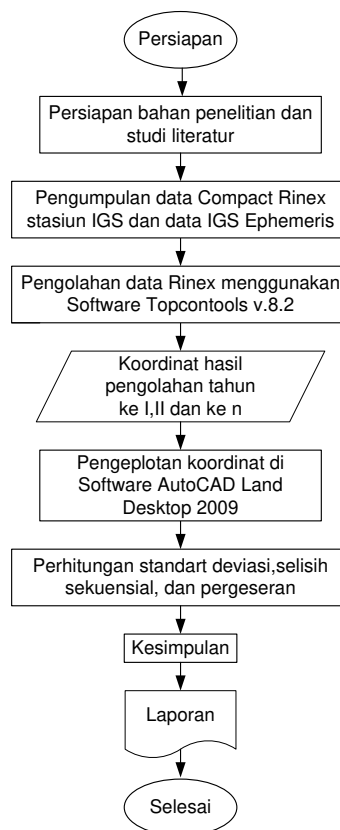 Persiapan
Persiapan bahan penelitian dan
studi literatur
Pengumpulan data Compact Rinex
stasiun IGS dan data IGS Ephemeris
Pengolahan data Rinex menggunakan
Software Topcontools v.8.2
Koordinat hasil
pengolahan tahun
ke I,II dan ke n
Pengeplotan koordinat di
Software AutoCAD Land
Desktop 2009
Perhitungan standart deviasi,selisih
sekuensial, dan pergeseran
Kesimpulan
Laporan
Selesai